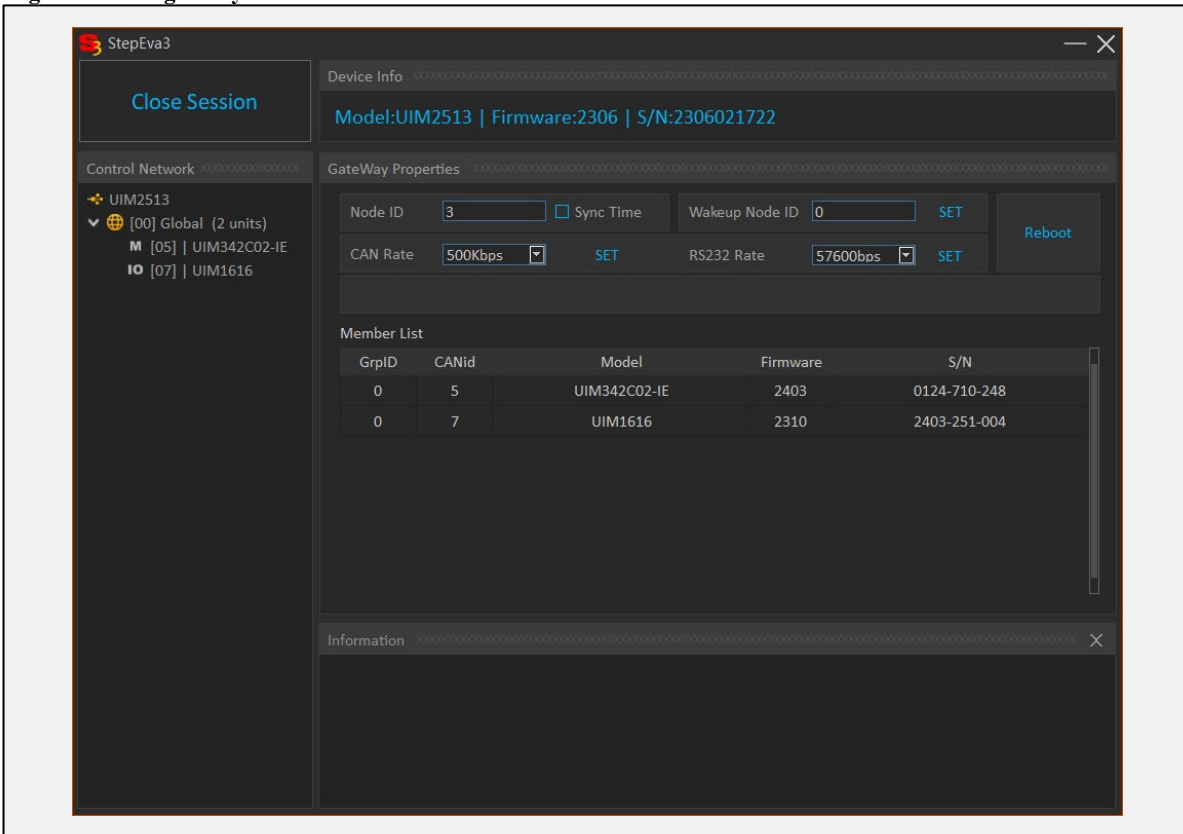 StepEva3
Close Session
Device Info
Model:UIM2513 | Firmware:2306 | S/N:2306021722
Control Network
UIM2513
[00] Global (2 units)
M [05] | UIM342C02-IE
IO [07] | UIM1616
GateWay Properties
Node ID 3 Sync Time Wakeup Node ID 0 SET
Reboot
CAN Rate 500Kbps SET RS232 Rate 57600bps SET
Member List
GrpID CANid Model Firmware S/N
0 5 UIM342C02-IE 2403 0124-710-248
0 7 UIM1616 2310 2403-251-004
Information